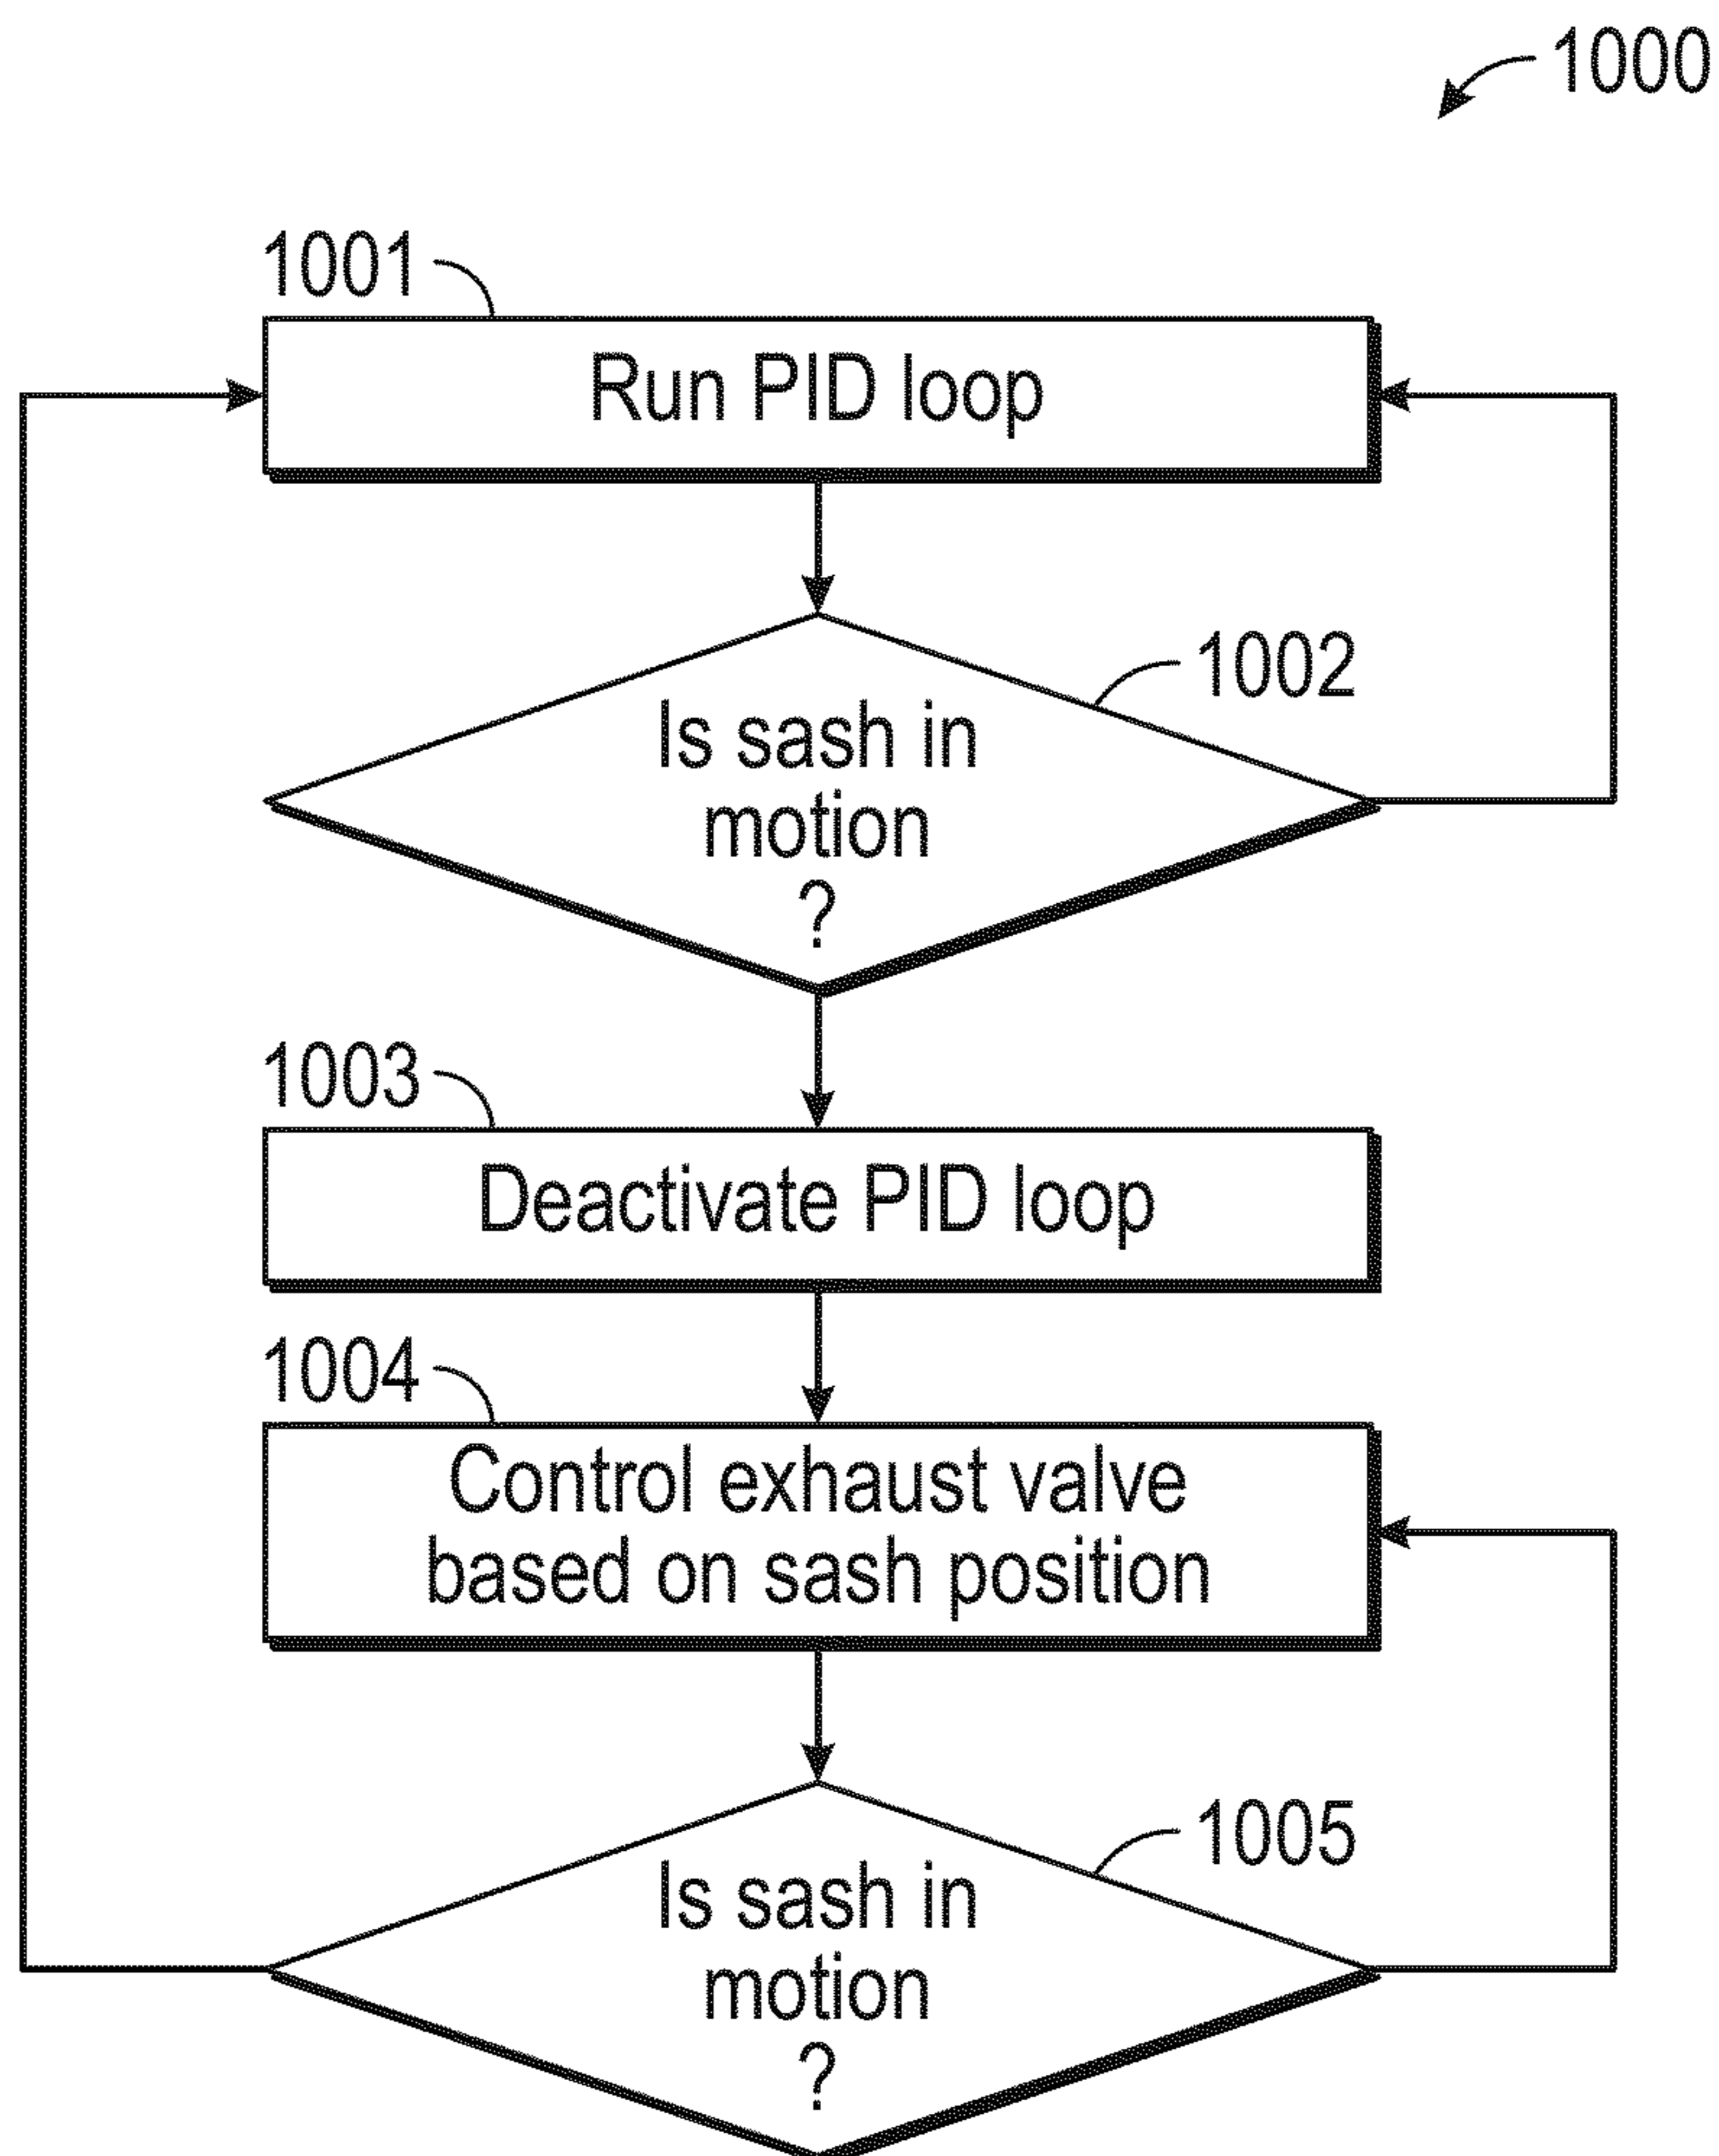 1000
1001
Run PID loop
1002
Is sash in
motion
?
1003
Deactivate PID loop
1004
Control exhaust valve
based on sash position
1005
Is sash in
motion
?